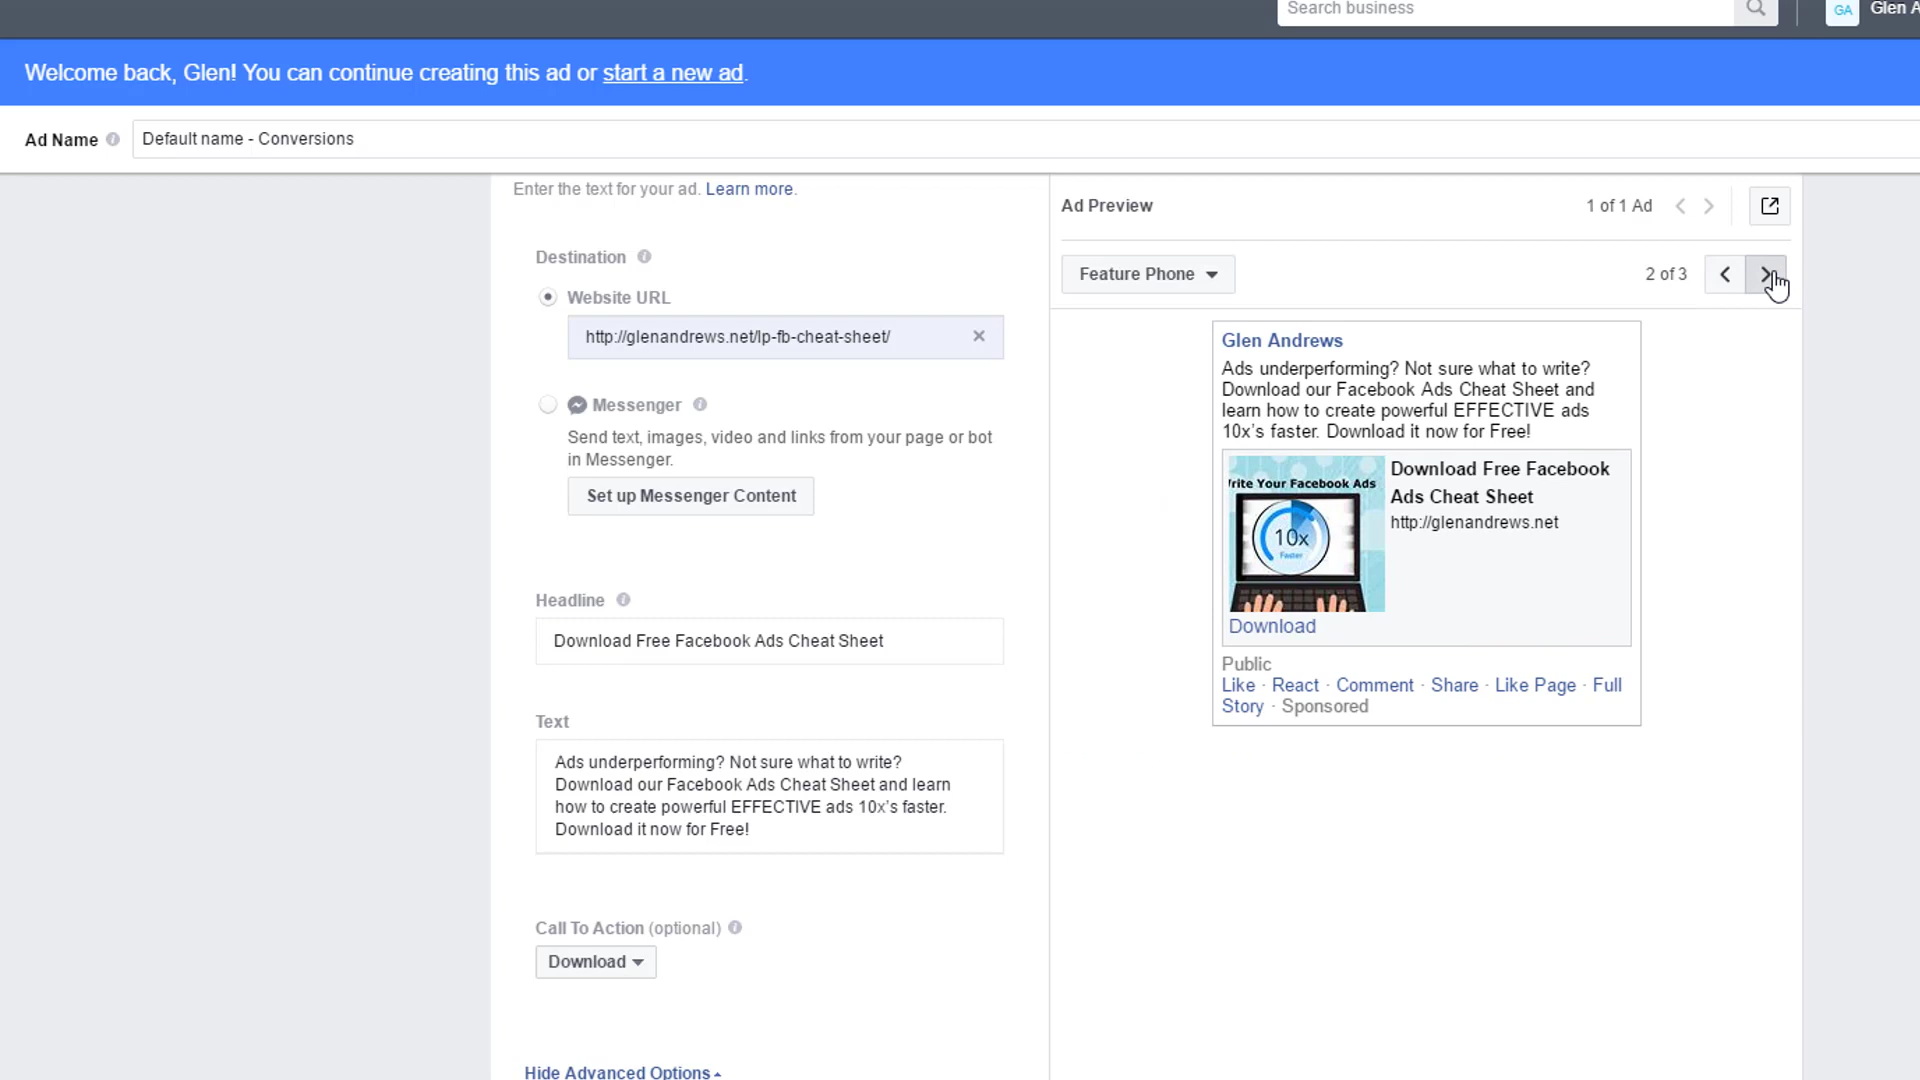 Search business
GA
Glen A
Welcome back, Glen! You can continue creating this ad or start a new ad.
Ad Name
Default name - Conversions
Enter the text for your ad. Learn more.
Destination
Website URL
http://glenandrews.net/lp-fb-cheat-sheet/
Messenger
Send text, images, video and links from your page or bot
in Messenger.
Set up Messenger Content
Headline
Download Free Facebook Ads Cheat Sheet
Text
Ads underperforming? Not sure what to write?
Download our Facebook Ads Cheat Sheet and learn
how to create powerful EFFECTIVE ads 10x's faster.
Download it now for Free!
Call To Action (optional)
Download
Hide Advanced Options
Ad Preview
1 of 1 Ad
Feature Phone
2 of 3
Glen Andrews
Ads underperforming? Not sure what to write?
Download our Facebook Ads Cheat Sheet and
learn how to create powerful EFFECTIVE ads
10x's faster. Download it now for Free!
rite Your Facebook Ads
10x
Faster
Download Free Facebook
Ads Cheat Sheet
http://glenandrews.net
Download
Public
Like · React · Comment · Share · Like Page · Full
Story · Sponsored